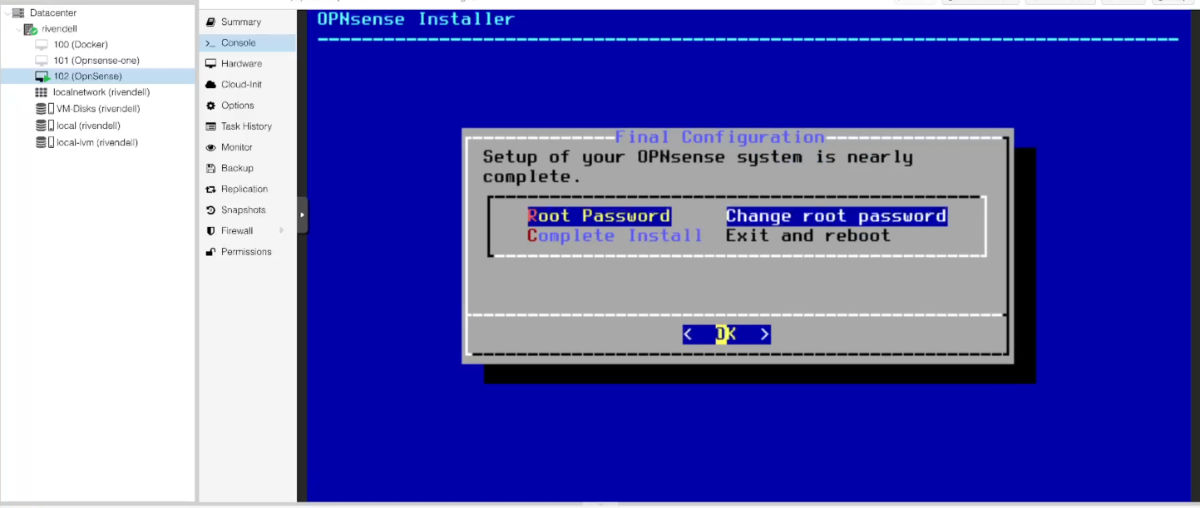 Datacenter
rivendell
100 (Docker)
101 (Opnsense-one)
102 (OpnSense)
localnetwork (rivendell)
VM-Disks (rivendell)
local (rivendell)
local-lvm (rivendell)
Summary
>_ Console
Hardware
Cloud-Init
Options
Task History
Monitor
Backup
Replication
Snapshots
Firewall
Permissions
OPNsense Installer
Final Configuration
Setup of your OPNsense system is nearly
complete.
Root Password Change root password
Complete Install Exit and reboot
< OK >